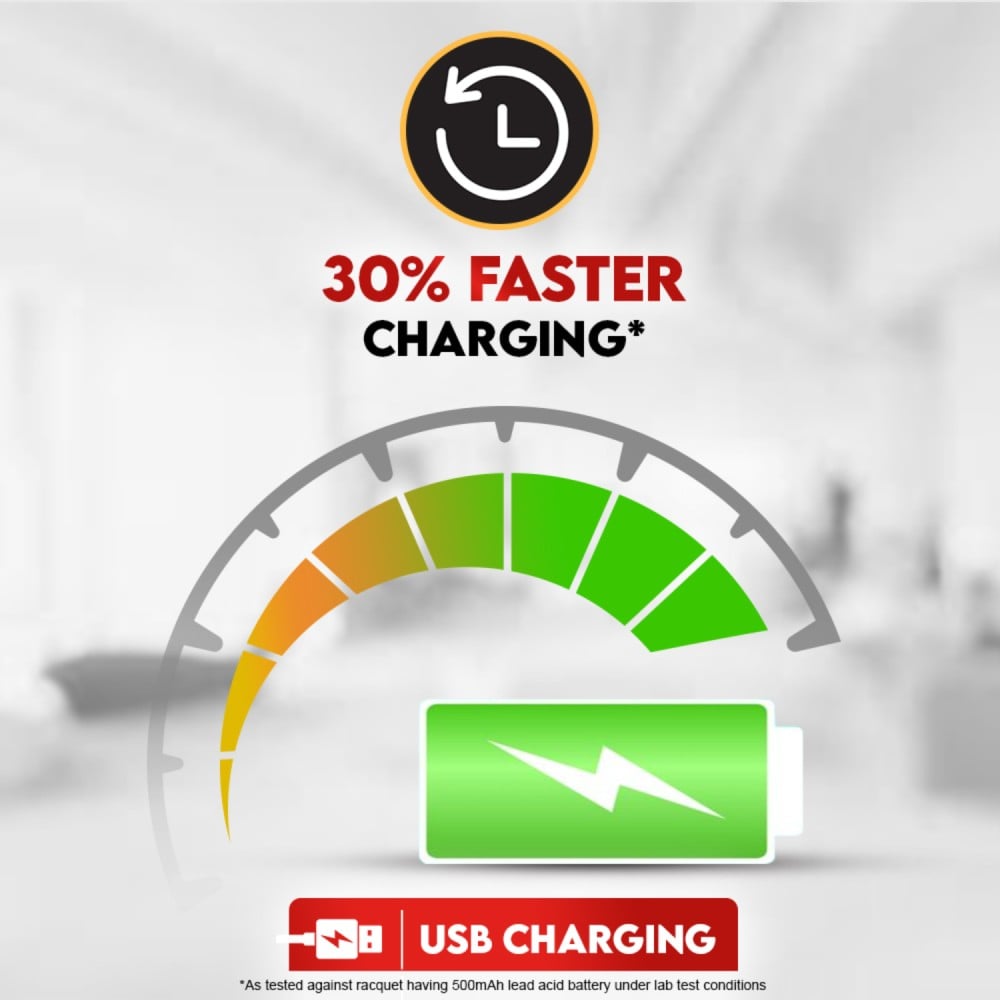 30% FASTER
CHARGING*
USB CHARGING
*As tested against racquet having 500mAh lead acid battery under lab test conditions